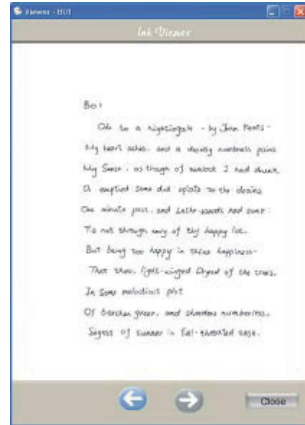 Viewer - BO1
Ink Viewer
Bo1
Ode to a Nightingale - by John Keats -
My heart aches, and a drowsy numbness pains
My Sense, as though of hemlock I had drunk
Or emptied some dull opiate to the drains
One minute past, and Lethe-wards had sunk:
Tis not through envy of thy happy lot,
But being too happy in thine happiness-
That thou, light-winged Dryad of the trees,
In some melodious plot
Of beechen green, and shadows numberless,
Singest of summer in full-throated ease.
Close